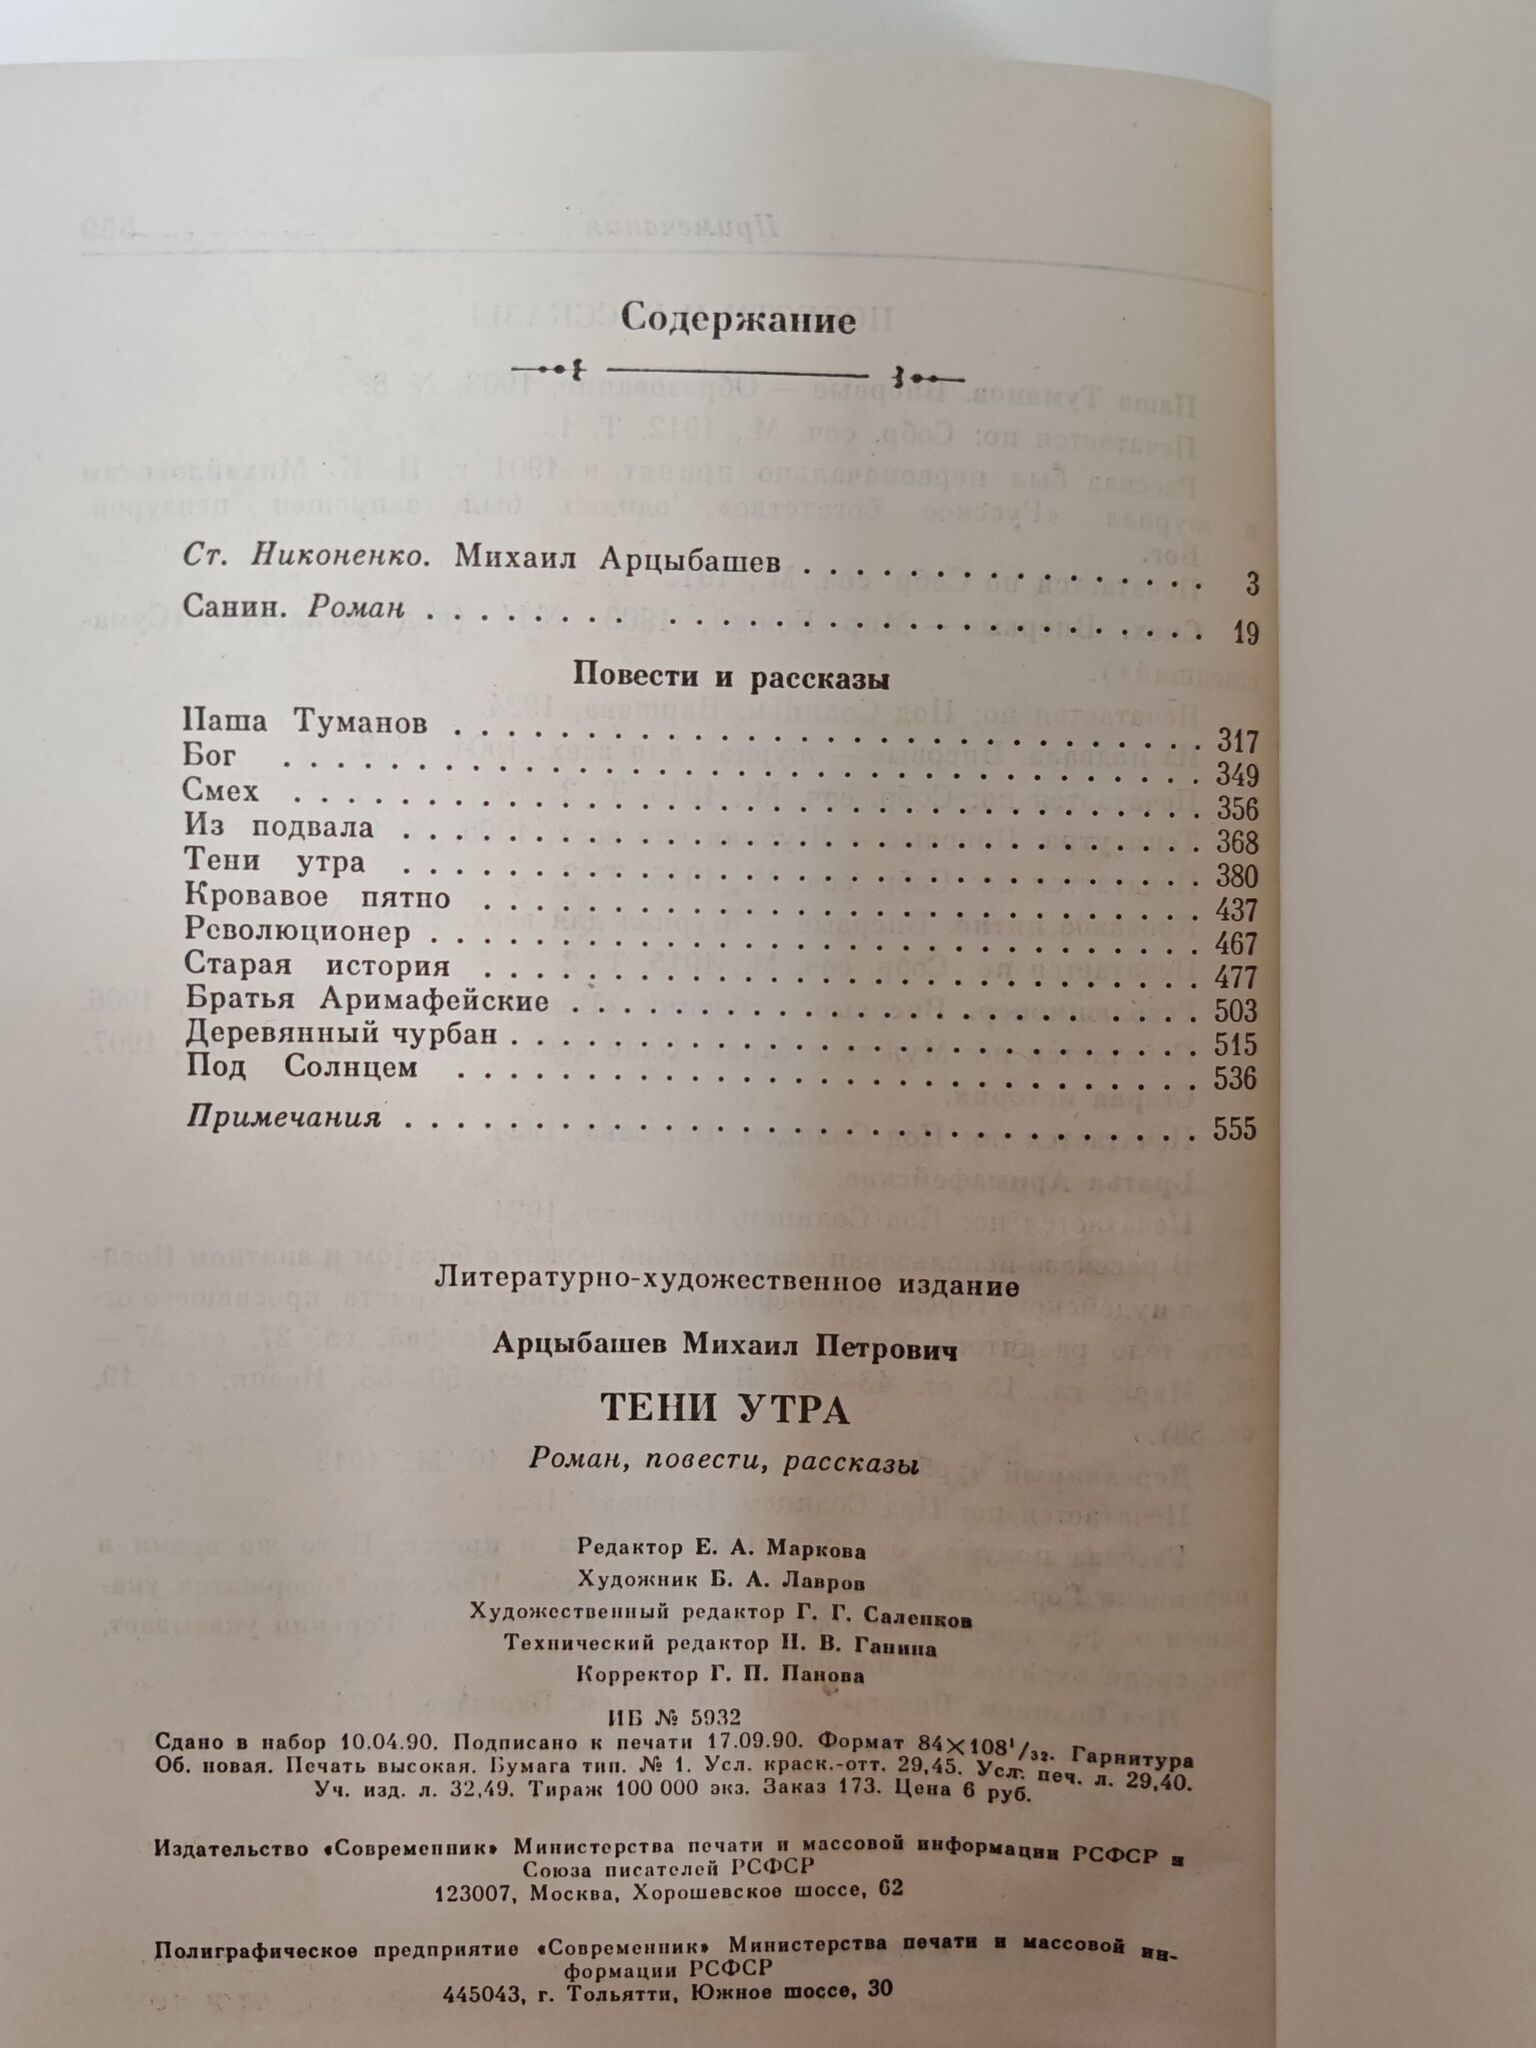 Содержание
Ст. Никоненко. Михаил Арцыбашев . . . . . . . . . . . . . . . 3
Санин. Роман . . . . . . . . . . . . . . . . . . . . . . . . . . . 19
Повести и рассказы
Паша Туманов . . . . . . . . . . . . . . . . . . . . . . . . . . 317
Бог . . . . . . . . . . . . . . . . . . . . . . . . . . . . . . . . 349
Смех . . . . . . . . . . . . . . . . . . . . . . . . . . . . . . . 356
Из подвала . . . . . . . . . . . . . . . . . . . . . . . . . . . 368
Тени утра . . . . . . . . . . . . . . . . . . . . . . . . . . . . 380
Кровавое пятно . . . . . . . . . . . . . . . . . . . . . . . . . 437
Революционер . . . . . . . . . . . . . . . . . . . . . . . . . . 467
Старая история . . . . . . . . . . . . . . . . . . . . . . . . . 477
Братья Аримафейские . . . . . . . . . . . . . . . . . . . . . 503
Деревянный чурбан . . . . . . . . . . . . . . . . . . . . . . . 515
Под Солнцем . . . . . . . . . . . . . . . . . . . . . . . . . . 536
Примечания . . . . . . . . . . . . . . . . . . . . . . . . . . . 555
Литературно-художественное издание
Арцыбашев Михаил Петрович
ТЕНИ УТРА
Роман, повести, рассказы
Редактор Е. А. Маркова
Художник Б. А. Лавров
Художественный редактор Г. Г. Саленков
Технический редактор Н. В. Ганина
Корректор Г. П. Панова
ИБ № 5932
Сдано в набор 10.04.90. Подписано к печати 17.09.90. Формат 84×108¹/₃₂. Гарнитура
Об. новая. Печать высокая. Бумага тип. № 1. Усл. краск.-отт. 29,45. Усл. печ. л. 29,40.
Уч. изд. л. 32,49. Тираж 100 000 экз. Заказ 173. Цена 6 руб.
Издательство «Современник» Министерства печати и массовой информации РСФСР и
Союза писателей РСФСР
123007, Москва, Хорошевское шоссе, 62
Полиграфическое предприятие «Современник» Министерства печати и массовой ин-
формации РСФСР
445043, г. Тольятти, Южное шоссе, 30